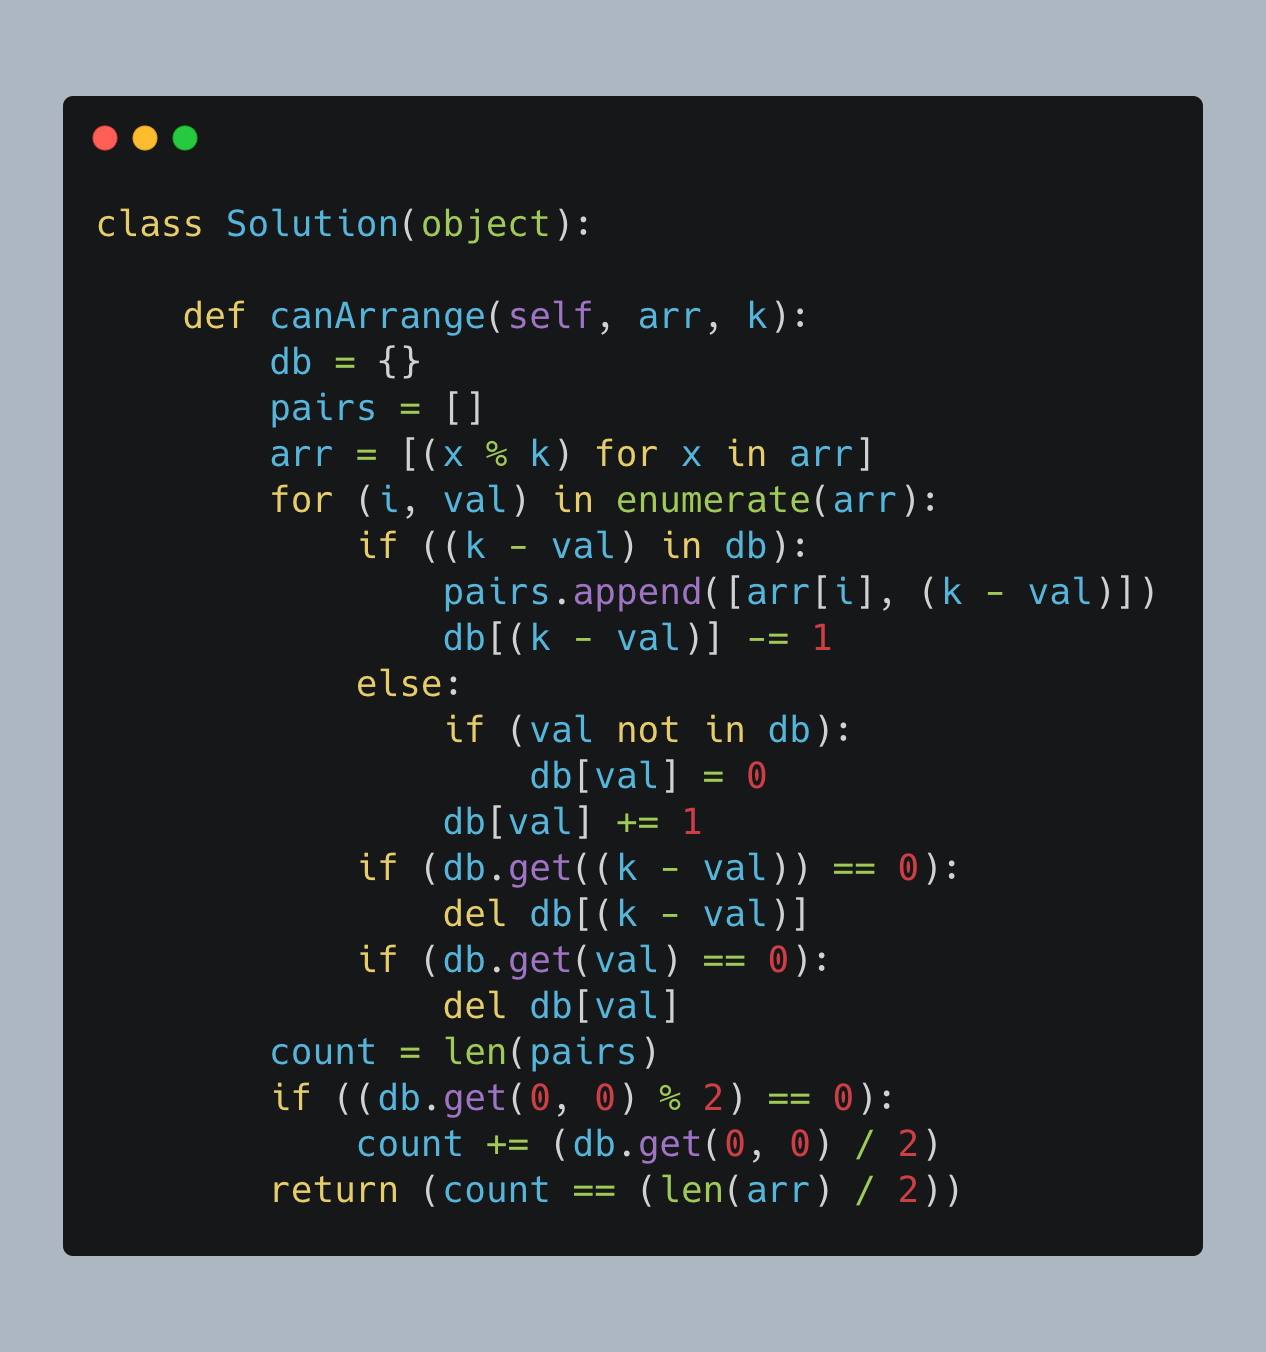 class Solution(object):

    def canArrange(self, arr, k):
        db = {}
        pairs = []
        arr = [(x % k) for x in arr]
        for (i, val) in enumerate(arr):
            if ((k - val) in db):
                pairs.append([arr[i], (k - val)])
                db[(k - val)] -= 1
            else:
                if (val not in db):
                    db[val] = 0
                db[val] += 1
            if (db.get((k - val)) == 0):
                del db[(k - val)]
            if (db.get(val) == 0):
                del db[val]
        count = len(pairs)
        if ((db.get(0, 0) % 2) == 0):
            count += (db.get(0, 0) / 2)
        return (count == (len(arr) / 2))